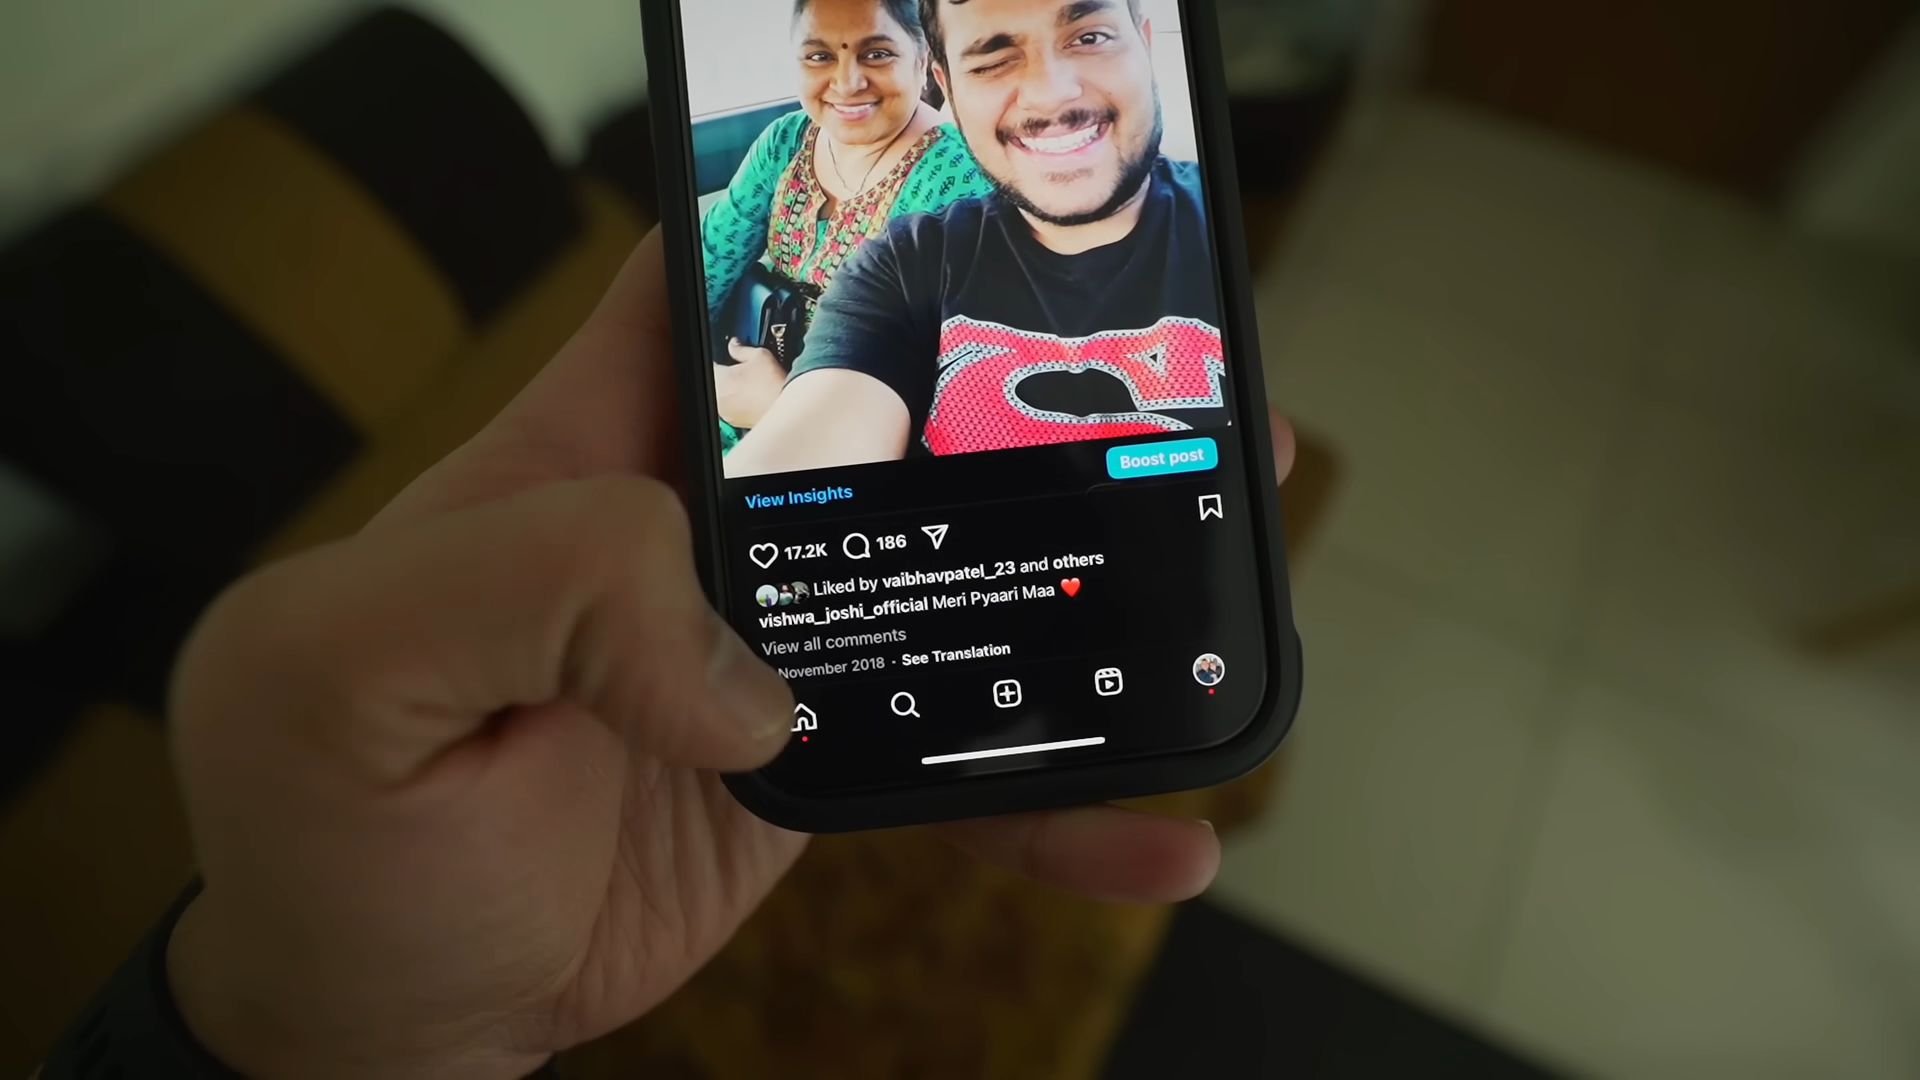 Boost post
View Insights
17.2K 186
Liked by vaibhavpatel_23 and others
vishwa_joshi_official Meri Pyaari Maa ❤️
View all comments
November 2018 · See Translation